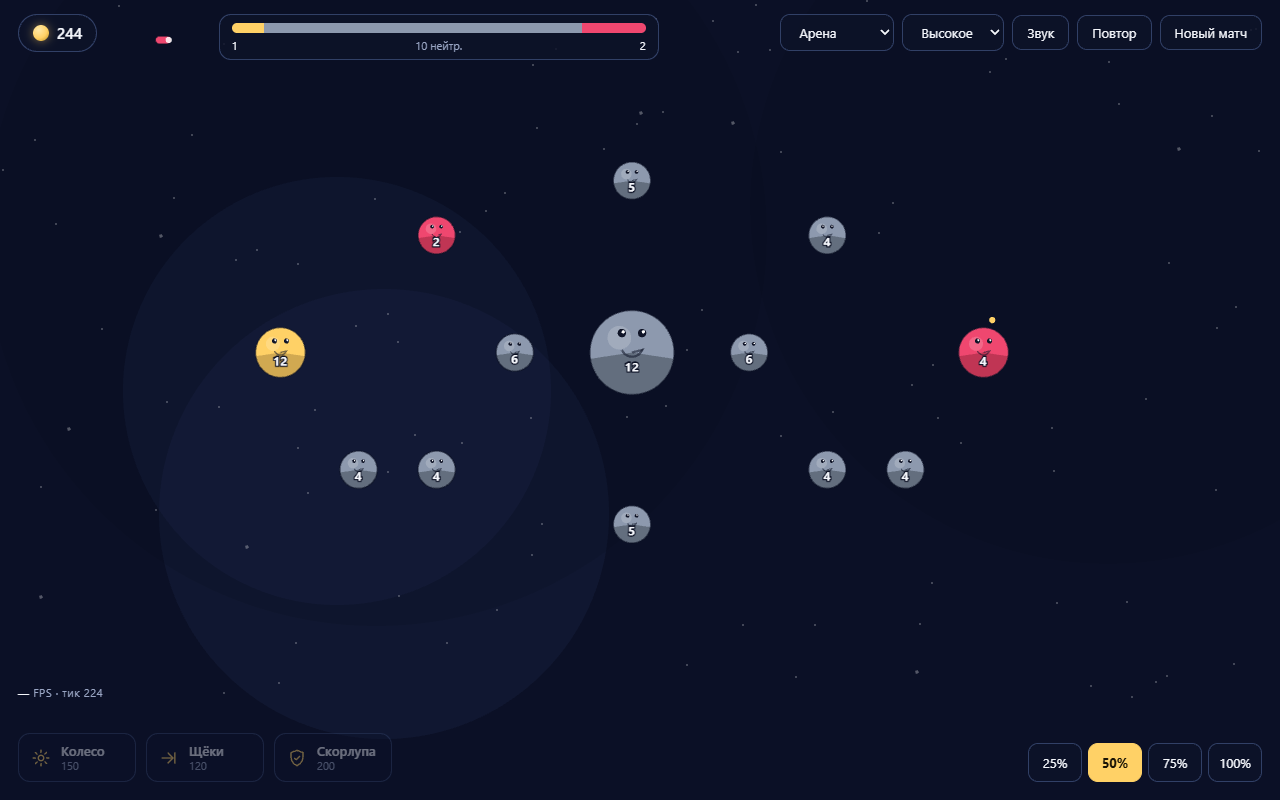 244
1
10 нейтр.
2
Арена
Высокое
Звук
Повтор
Новый матч
5
2
4
12
6
12
6
4
4
4
4
4
5
— FPS · тик 224
Колесо
150
Щёки
120
Скорлупа
200
25%
50%
75%
100%